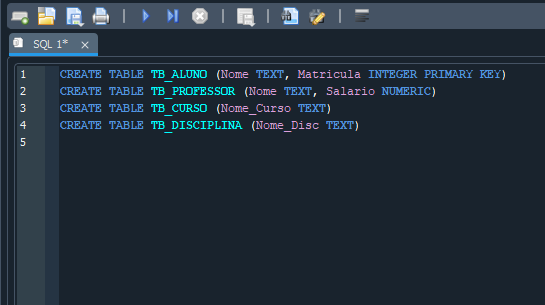 SQL 1*
1 CREATE TABLE TB_ALUNO (Nome TEXT, Matricula INTEGER PRIMARY KEY)
2 CREATE TABLE TB_PROFESSOR (Nome TEXT, Salario NUMERIC)
3 CREATE TABLE TB_CURSO (Nome_Curso TEXT)
4 CREATE TABLE TB_DISCIPLINA (Nome_Disc TEXT)
5